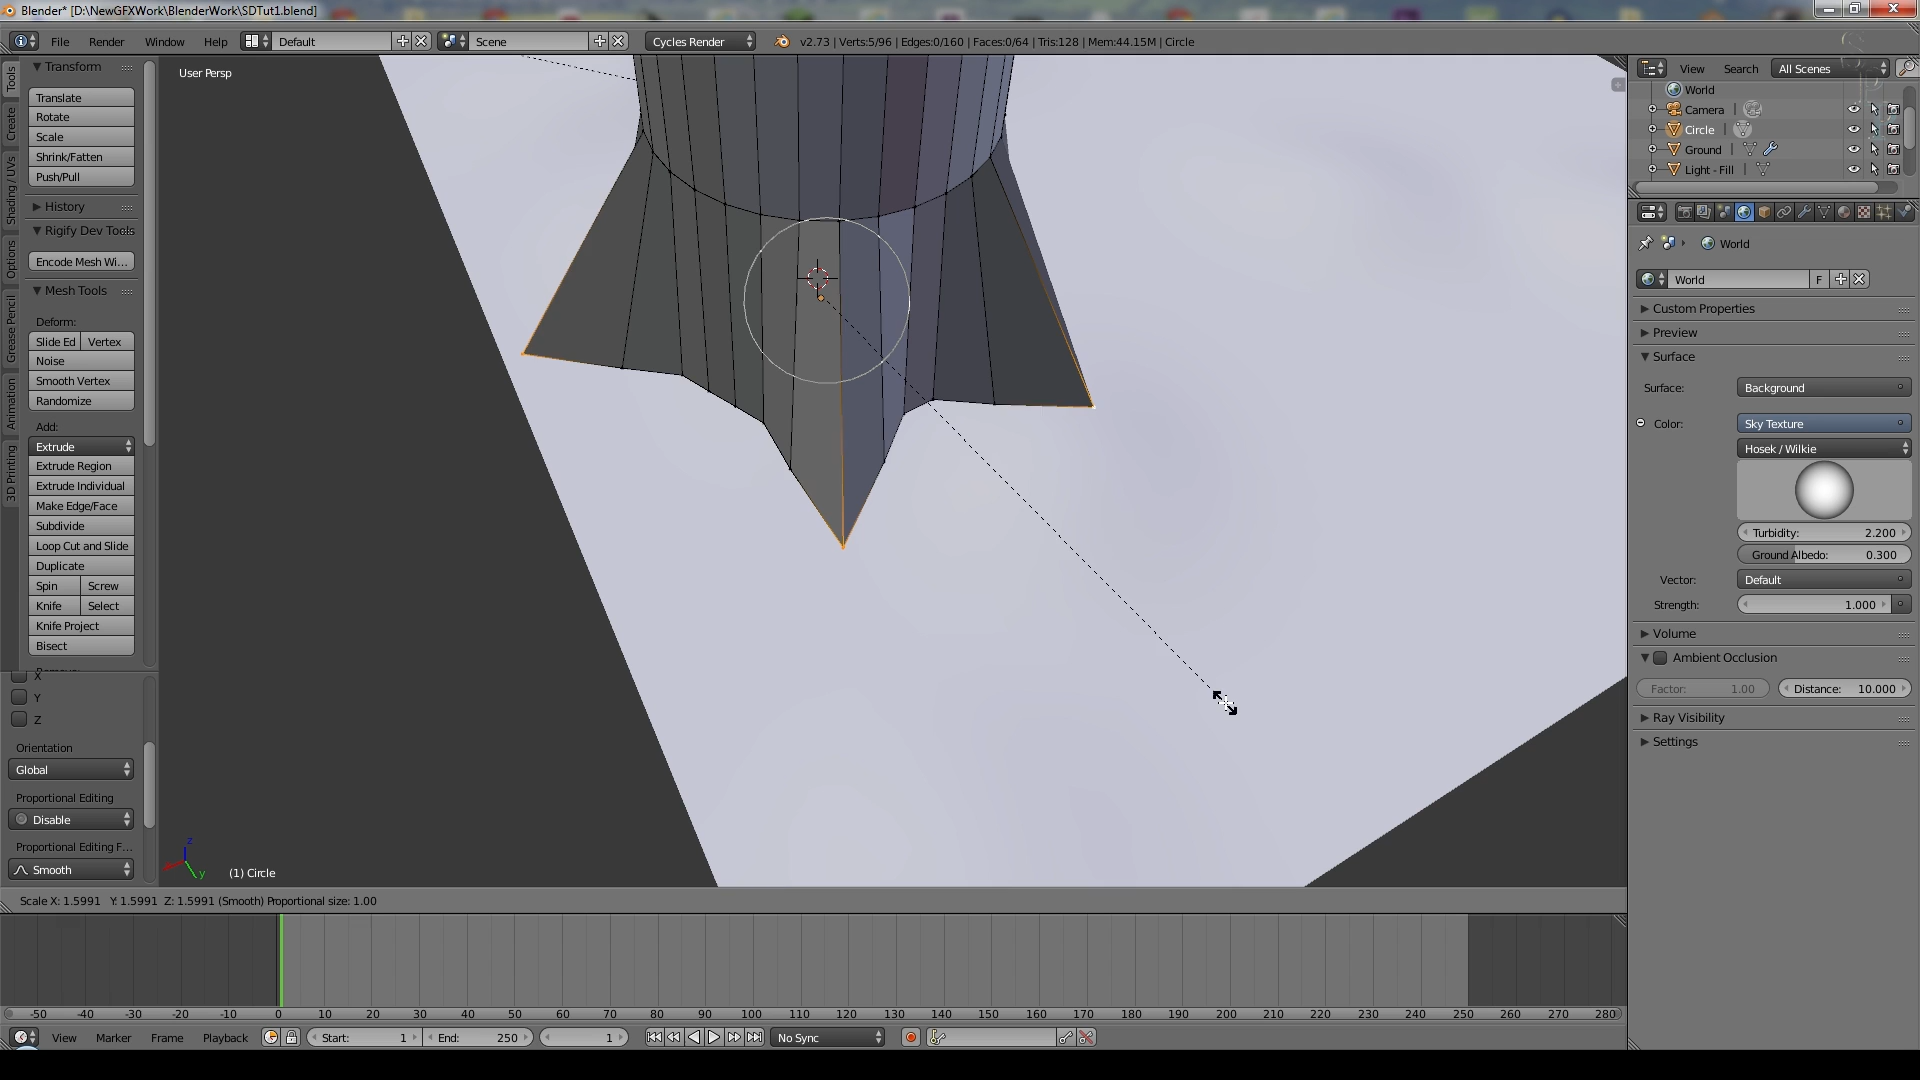 Blender* [D:\NewGFXWork\BlenderWork\SDTut1.blend]
File Render Window Help Default Scene Cycles Render v2.73 | Verts:5/96 | Edges:0/160 | Faces:0/64 | Tris:128 | Mem:44.15M | Circle
Tools
Create
Shading / UVs
Options
Grease Pencil
Animation
3D Printing
Transform
Translate
Rotate
Scale
Shrink/Fatten
Push/Pull
History
Rigify Dev Tools
Encode Mesh Wi...
Mesh Tools
Deform:
Slide Ed Vertex
Noise
Smooth Vertex
Randomize
Add:
Extrude
Extrude Region
Extrude Individual
Make Edge/Face
Subdivide
Loop Cut and Slide
Duplicate
Spin Screw
Knife Select
Knife Project
Bisect
X
Y
Z
Orientation
Global
Proportional Editing
Disable
Proportional Editing F...
Smooth
User Persp
z
y
(1) Circle
Scale X: 1.5991 Y: 1.5991 Z: 1.5991 (Smooth) Proportional size: 1.00
View Search All Scenes
World
Camera
Circle
Ground
Light - Fill
World
World F
Custom Properties
Preview
Surface
Surface: Background
Color: Sky Texture
Hosek / Wilkie
Turbidity: 2.200
Ground Albedo: 0.300
Vector: Default
Strength: 1.000
Volume
Ambient Occlusion
Factor: 1.00 Distance: 10.000
Ray Visibility
Settings
-50 -40 -30 -20 -10 0 10 20 30 40 50 60 70 80 90 100 110 120 130 140 150 160 170 180 190 200 210 220 230 240 250 260 270 280
View Marker Frame Playback Start: 1 End: 250 1 No Sync